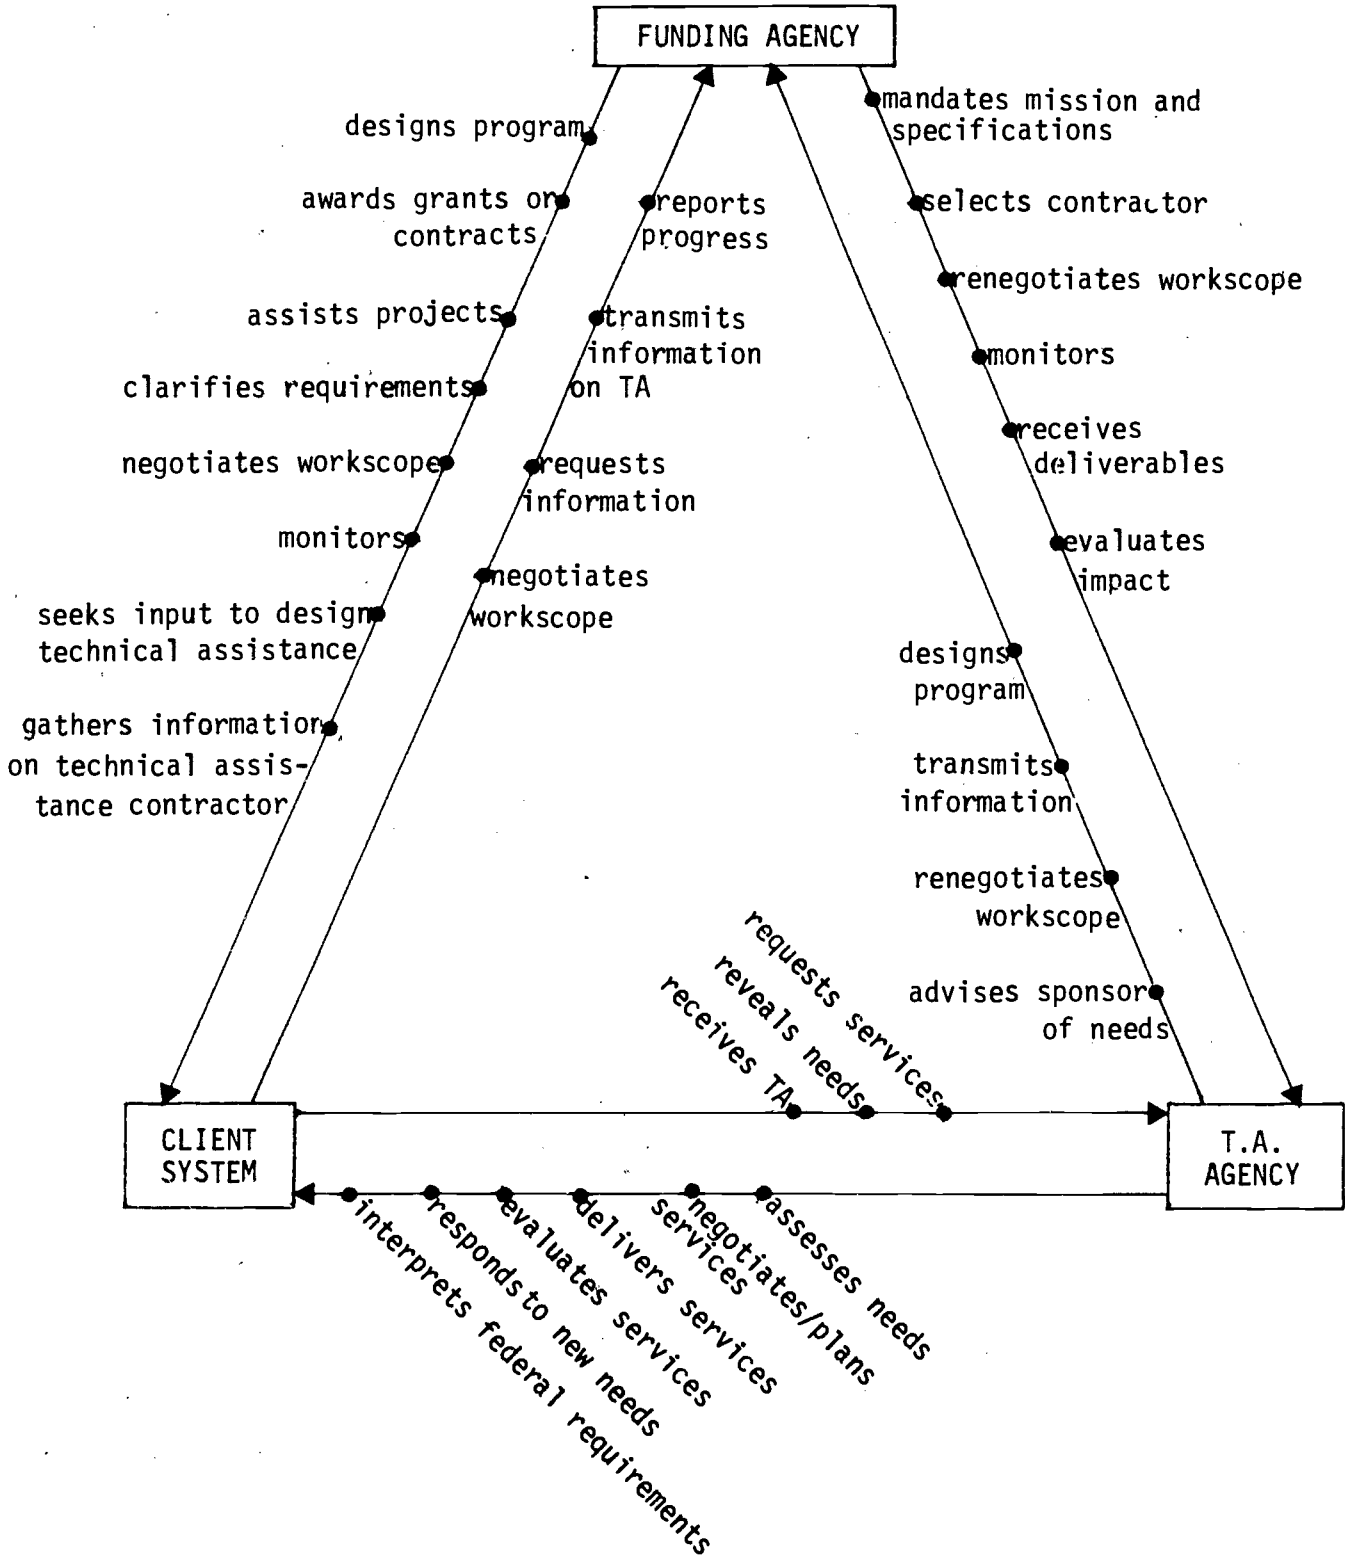 FUNDING AGENCY
designs program
awards grants or
contracts
assists projects
clarifies requirements
negotiates workscope
monitors
seeks input to design
technical assistance
gathers information
on technical assis-
tance contractor
reports
progress
transmits
information
on TA
requests
information
negotiates
workscope
mandates mission and
specifications
selects contractor
renegotiates workscope
monitors
receives
deliverables
evaluates
impact
designs
program
transmits
information
renegotiates
workscope
advises sponsor
of needs
receives TA
reveals needs
requests services
CLIENT
SYSTEM
T.A.
AGENCY
interprets federal requirements
responds to new needs
evaluates services
delivers services
negotiates/plans
services
assesses needs